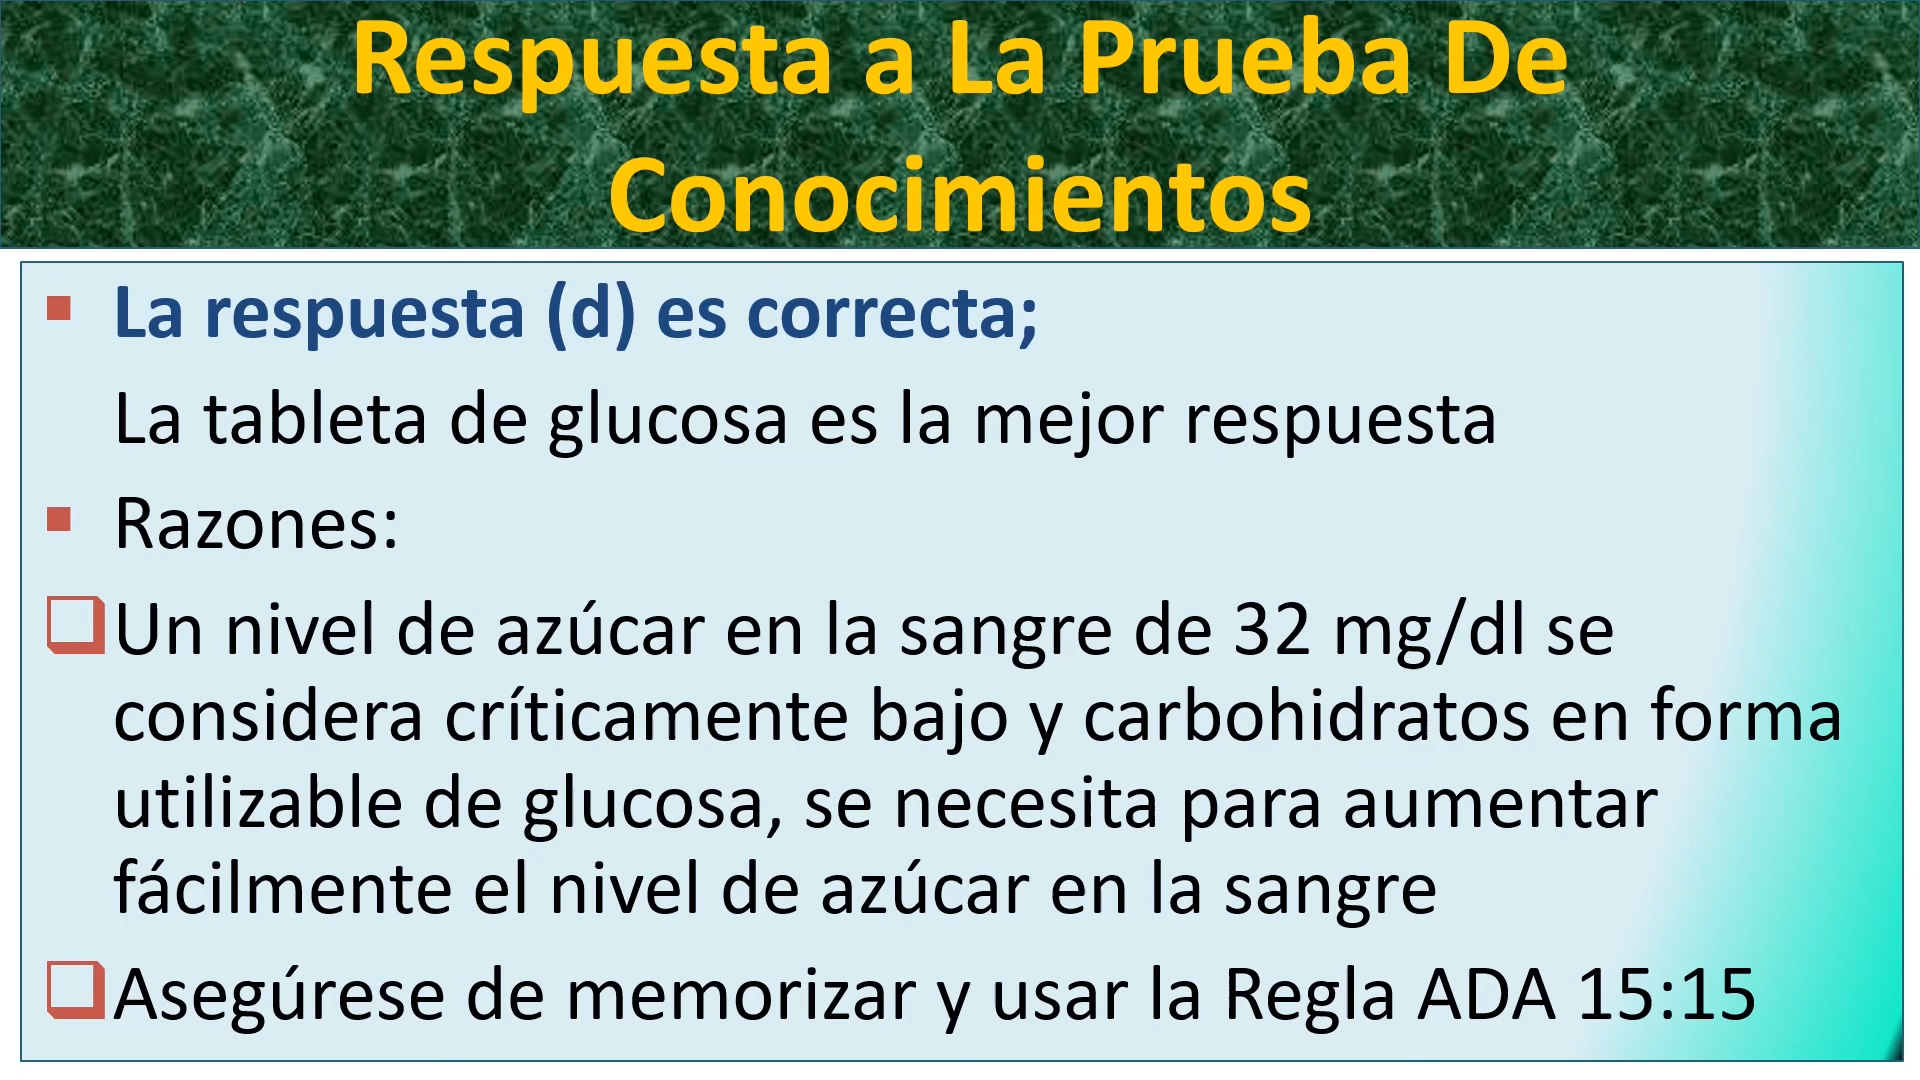 Respuesta a La Prueba De
Conocimientos
La respuesta (d) es correcta;
La tableta de glucosa es la mejor respuesta
Razones:
Un nivel de azúcar en la sangre de 32 mg/dl se
considera críticamente bajo y carbohidratos en forma
utilizable de glucosa, se necesita para aumentar
fácilmente el nivel de azúcar en la sangre
Asegúrese de memorizar y usar la Regla ADA 15:15